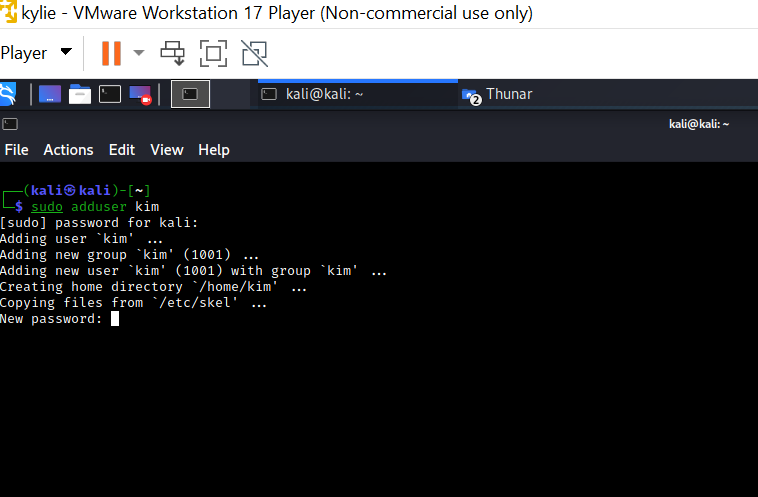 kylie - VMware Workstation 17 Player (Non-commercial use only)
Player
kali@kali: ~
2 Thunar
kali@kali: ~
File Actions Edit View Help
┌──(kali㉿kali)-[~]
└─$ sudo adduser kim
[sudo] password for kali:
Adding user `kim' ...
Adding new group `kim' (1001) ...
Adding new user `kim' (1001) with group `kim' ...
Creating home directory `/home/kim' ...
Copying files from `/etc/skel' ...
New password: